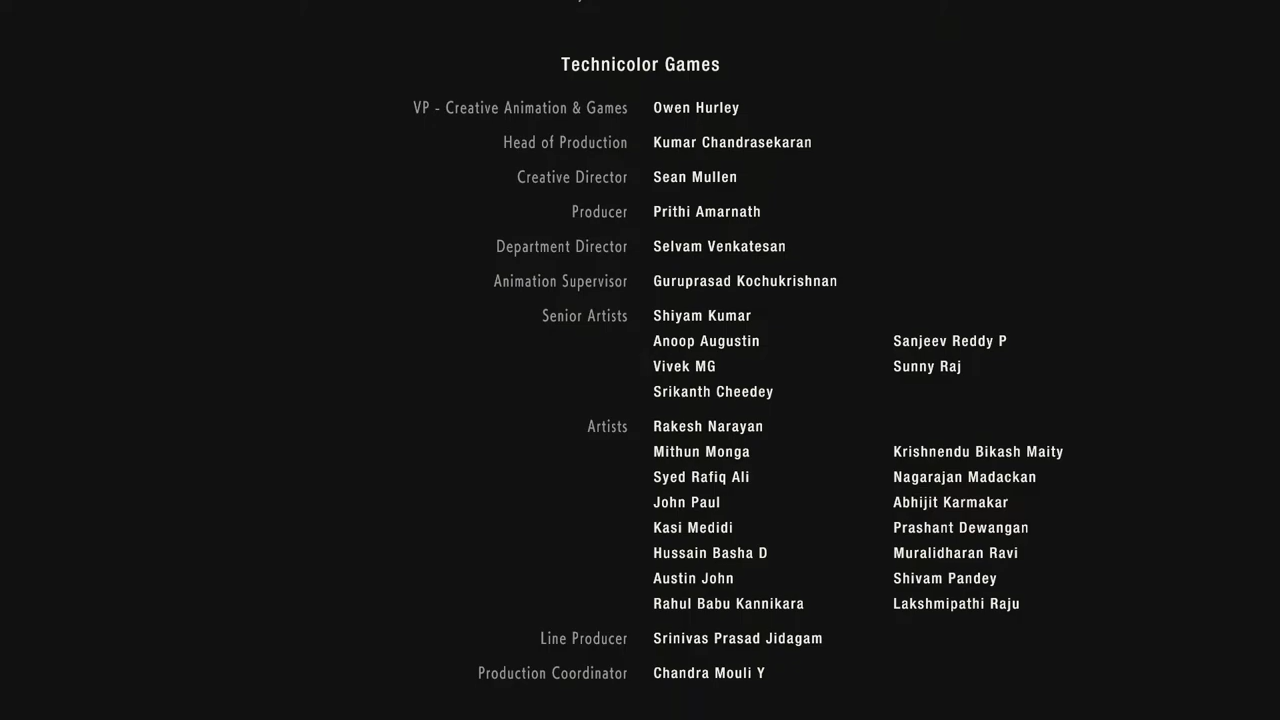 Technicolor Games
VP - Creative Animation & Games Owen Hurley
Head of Production Kumar Chandrasekaran
Creative Director Sean Mullen
Producer Prithi Amarnath
Department Director Selvam Venkatesan
Animation Supervisor Guruprasad Kochukrishnan
Senior Artists Shiyam Kumar
Anoop Augustin Sanjeev Reddy P
Vivek MG Sunny Raj
Srikanth Cheedey
Artists Rakesh Narayan
Mithun Monga Krishnendu Bikash Maity
Syed Rafiq Ali Nagarajan Madackan
John Paul Abhijit Karmakar
Kasi Medidi Prashant Dewangan
Hussain Basha D Muralidharan Ravi
Austin John Shivam Pandey
Rahul Babu Kannikara Lakshmipathi Raju
Line Producer Srinivas Prasad Jidagam
Production Coordinator Chandra Mouli Y